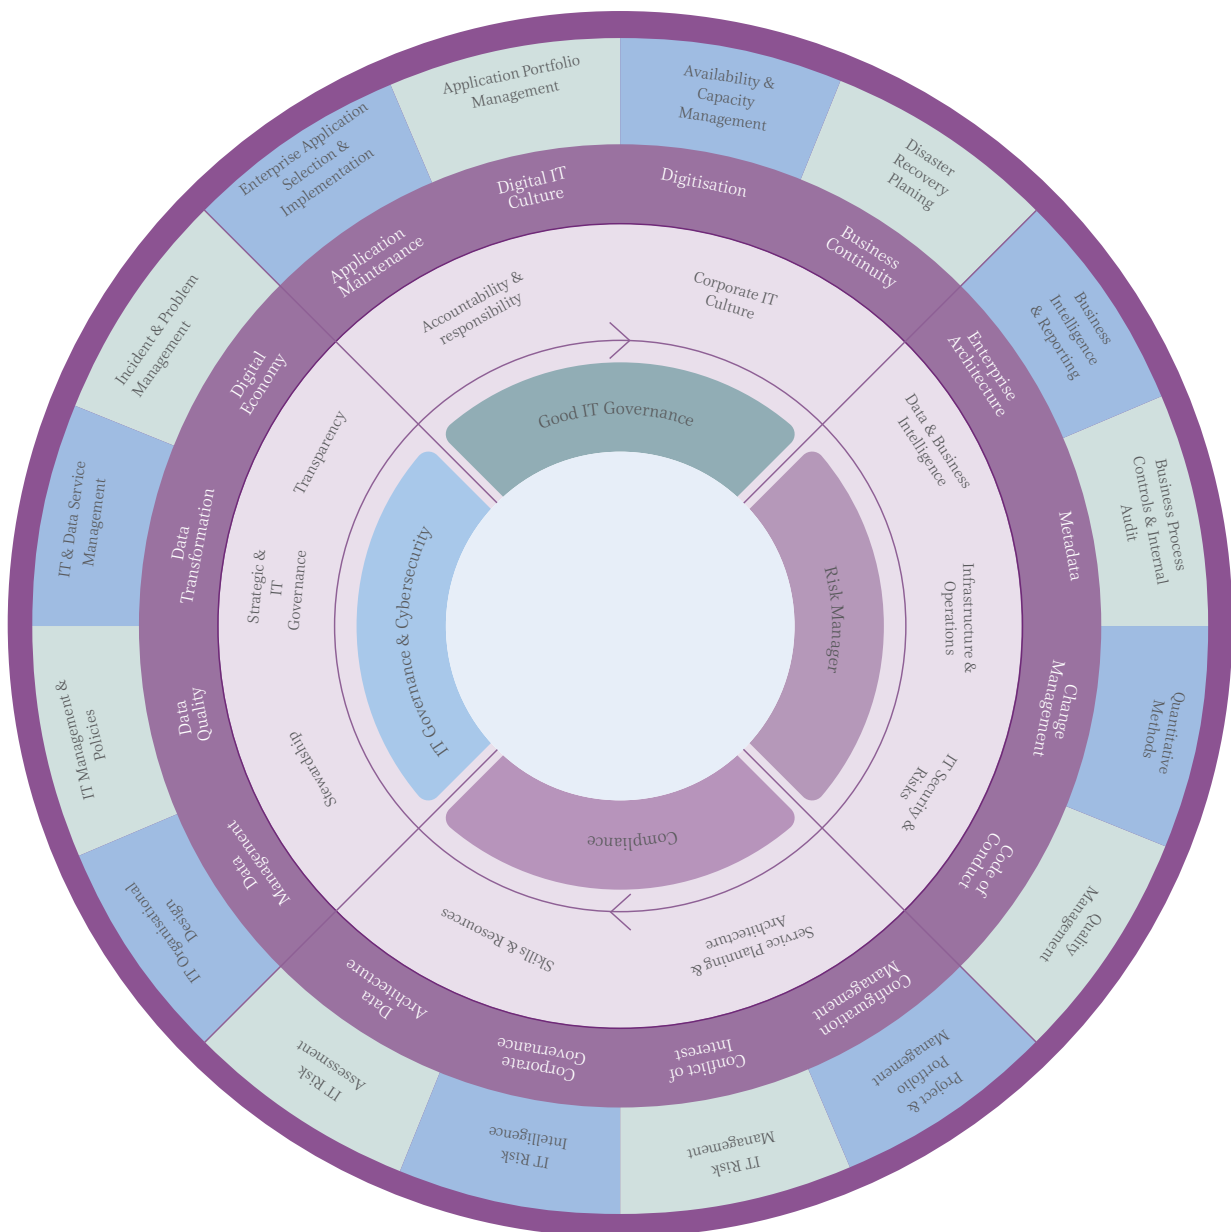 Application Portfolio
Management
Availability &
Capacity
Management
Disaster
Recovery
Planing
Business
Intelligence
& Reporting
Business Process
Controls & Internal
Audit
Quantitative
Methods
Quality
Management
Project &
Portfolio
Management
IT Risk
Management
IT Risk
Intelligence
IT Risk
Assessment
IT Organisational
Design
IT Management &
Policies
IT & Data Service
Management
Incident & Problem
Management
Enterprise Application
Selection &
Implementation
Digital IT
Culture
Digitisation
Business
Continuity
Enterprise
Architecture
Metadata
Change
Management
Code of
Conduct
Configuration
Management
Conflict of
Interest
Corporate
Governance
Data
Architecture
Data
Management
Data
Quality
Data
Transformation
Digital
Economy
Application
Maintenance
Accountability &
responsibility
Corporate IT
Culture
Data & Business
Intelligence
Infrastructure &
Operations
IT Security &
Risks
Service Planning &
Architecture
Skills & Resources
Stewardship
Strategic &
IT
Governance
Transparency
Good IT Governance
Risk Manager
Compliance
IT Governance & Cybersecurity